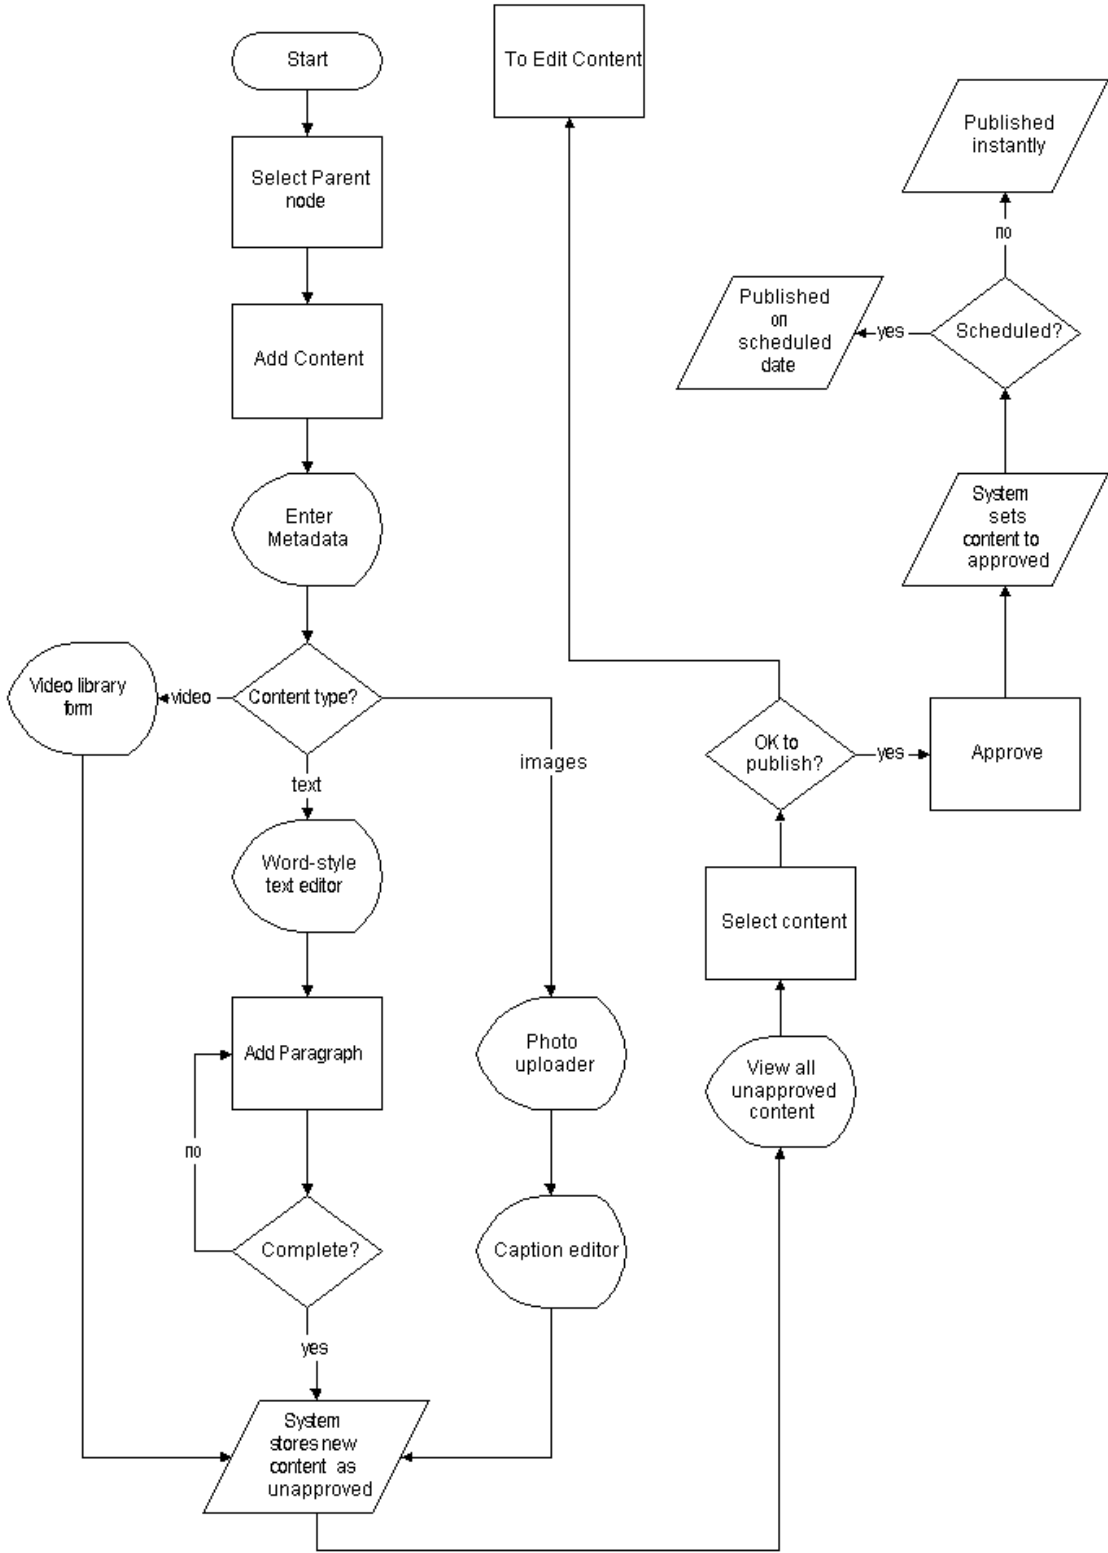 Start
Select Parent
node
Add Content
Enter
Metadata
Content type?
video
Video library
form
text
images
Word-style
text editor
Add Paragraph
no
Complete?
yes
Photo
uploader
Caption editor
System
stores new
content as
unapproved
View all
unapproved
content
Select content
OK to
publish?
yes
Approve
To Edit Content
System
sets
content to
approved
Scheduled?
yes
Published
on
scheduled
date
no
Published
instantly